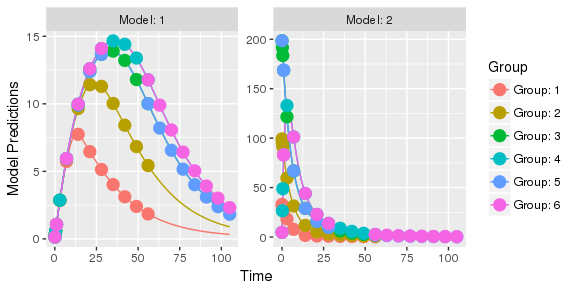 Model: 1
Model: 2
Model Predictions
15
10
5
0
200
150
100
50
0
0 25 50 75 100
0 25 50 75 100
Time
Group
Group: 1
Group: 2
Group: 3
Group: 4
Group: 5
Group: 6